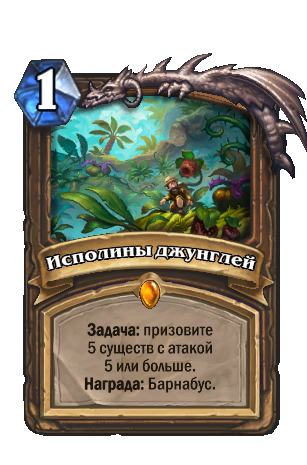 1
Исполины джунглей
Задача: призовите
5 существ с атакой
5 или больше.
Награда: Барнабус.